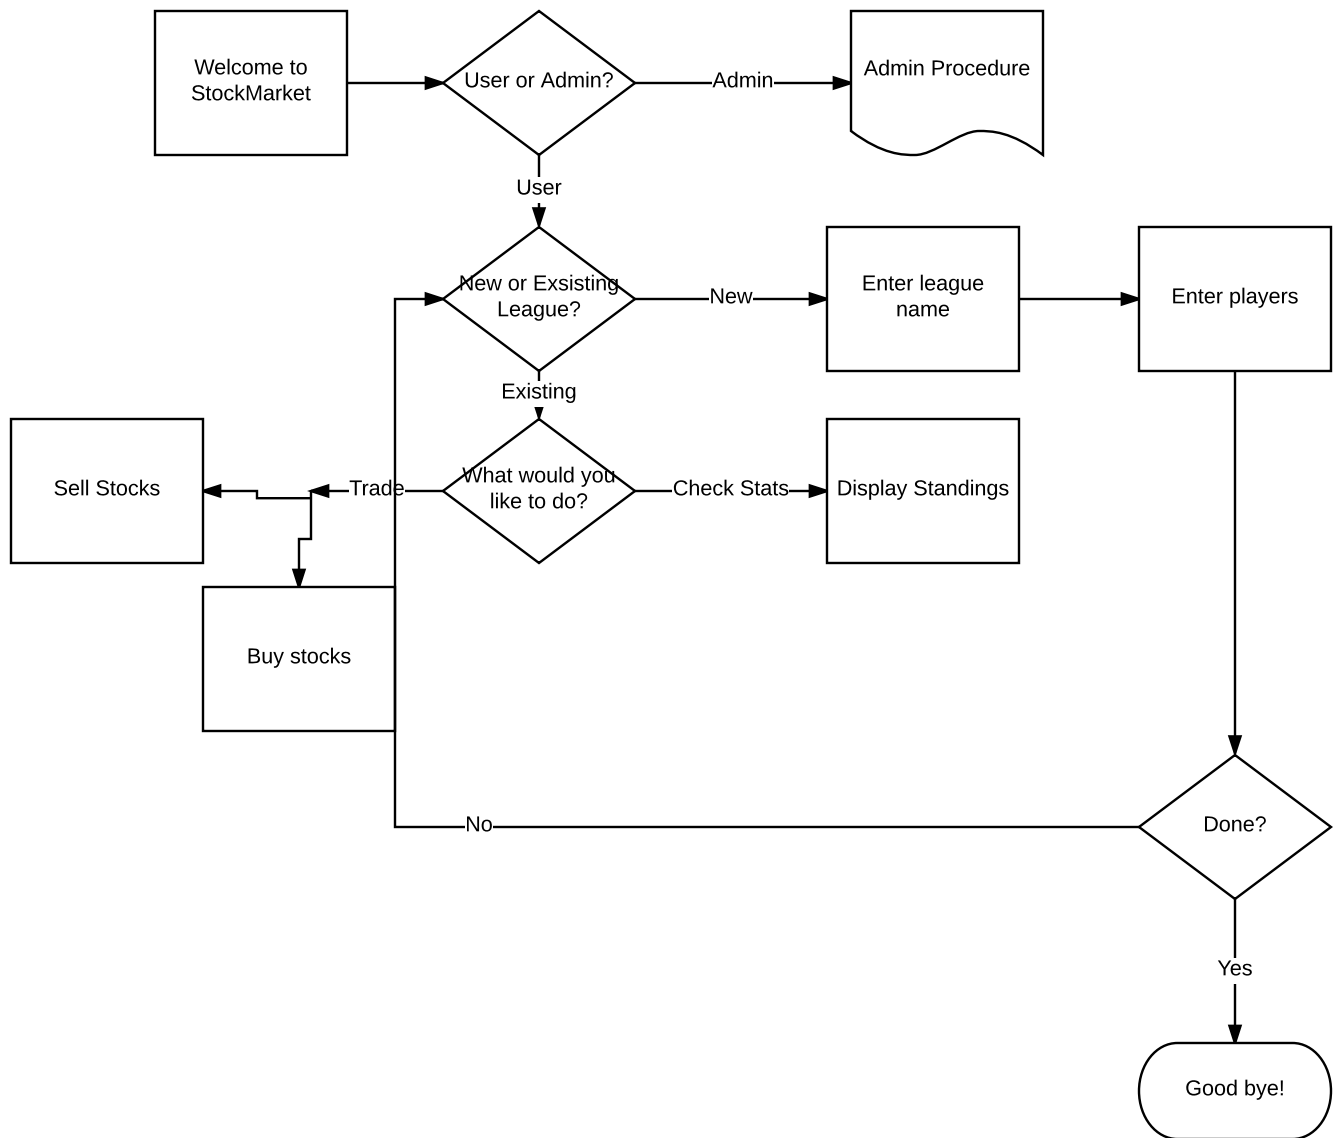 Welcome to
StockMarket
User or Admin?
Admin
Admin Procedure
User
New or Exsisting
League?
New
Enter league
name
Enter players
Existing
Sell Stocks
Trade
What would you
like to do?
Check Stats
Display Standings
Buy stocks
No
Done?
Yes
Good bye!